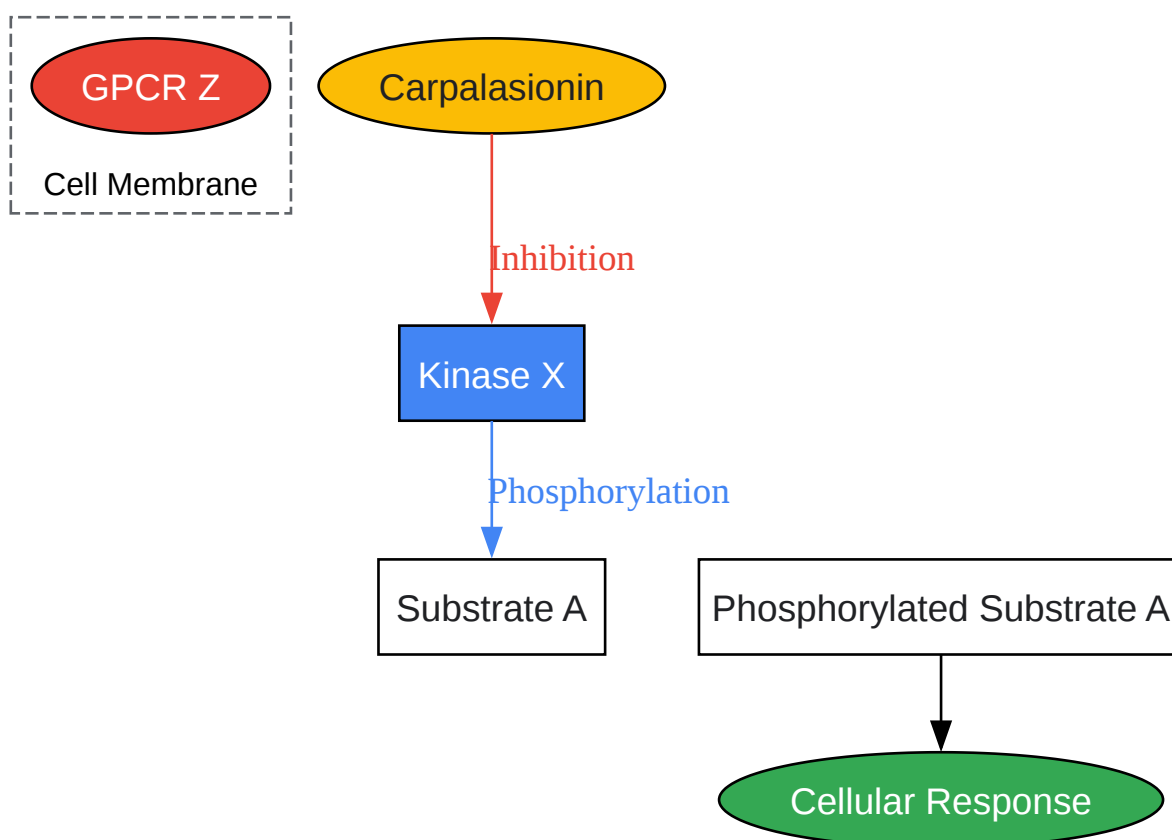 GPCR Z
Carpalasionin
Cell Membrane
Inhibition
Kinase X
Phosphorylation
Substrate A
Phosphorylated Substrate A
Cellular Response